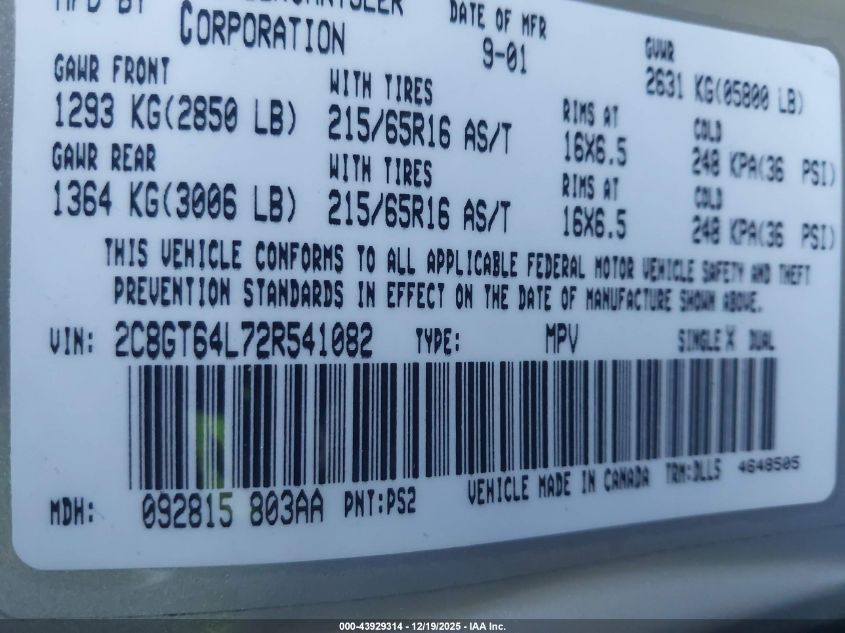 MFD BY
CORPORATION
DATE OF MFR
9-01
GVWR
2631 KG(05800 LB)
GAWR FRONT
1293 KG(2850 LB)
WITH TIRES
215/65R16 AS/T
RIMS AT
16X6.5
COLD
248 KPA(36 PSI)
GAWR REAR
1364 KG(3006 LB)
WITH TIRES
215/65R16 AS/T
RIMS AT
16X6.5
COLD
248 KPA(36 PSI)
THIS VEHICLE CONFORMS TO ALL APPLICABLE FEDERAL MOTOR VEHICLE SAFETY AND THEFT
PREVENTION STANDARDS IN EFFECT ON THE DATE OF MANUFACTURE SHOWN ABOVE.
VIN: 2C8GT64L72R541082 TYPE: MPV SINGLE X DUAL
MDH: 092815 803AA PNT:PS2 VEHICLE MADE IN CANADA TRM:DLL5 4648505
000-43929314 - 12/19/2025 - IAA Inc.